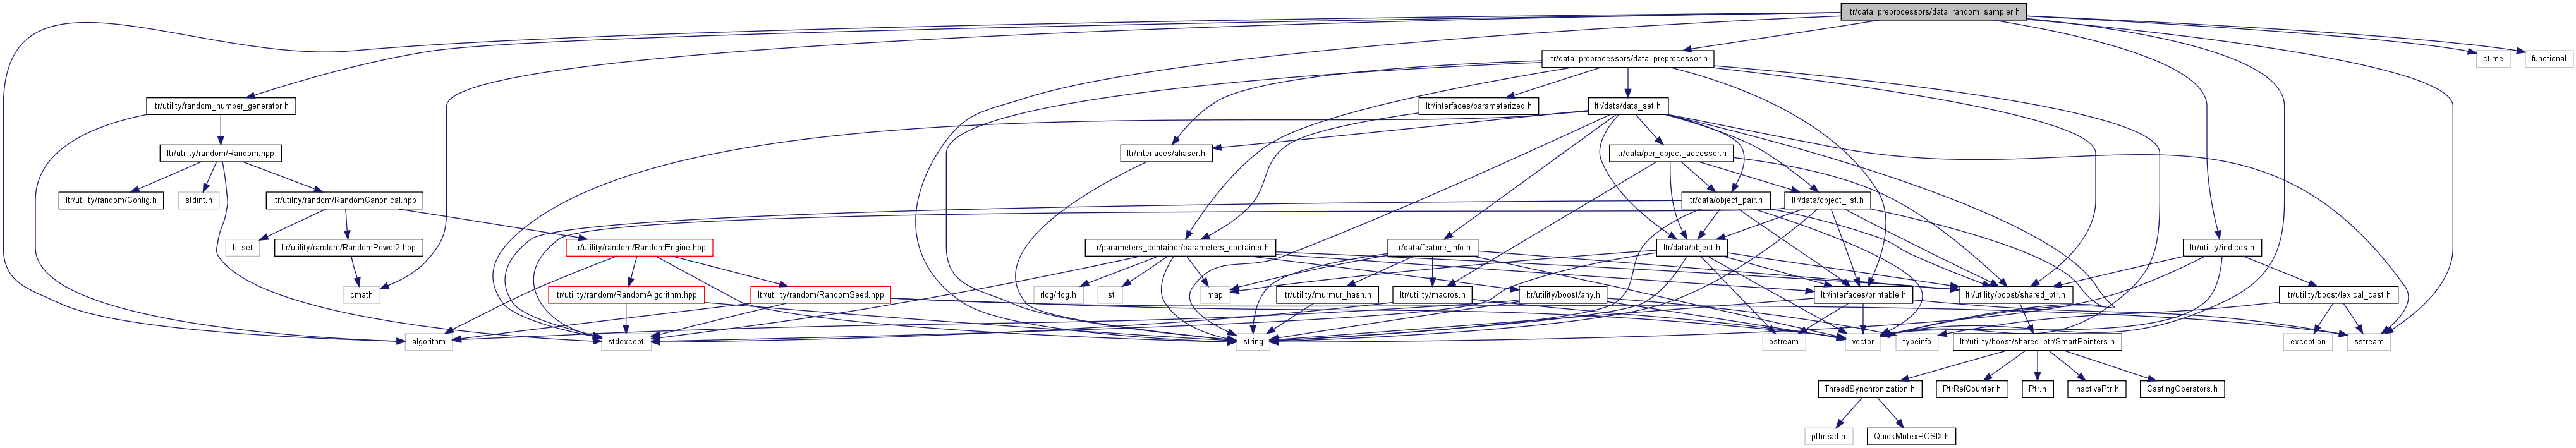 ltr/data_preprocessors/data_random_sampler.h
ltr/data_preprocessors/data_preprocessor.h
ctime
functional
ltr/utility/random_number_generator.h
ltr/interfaces/parameterized.h
ltr/data/data_set.h
ltr/utility/random/Random.hpp
ltr/interfaces/aliaser.h
ltr/data/per_object_accessor.h
ltr/utility/random/Config.h
stdint.h
ltr/utility/random/RandomCanonical.hpp
ltr/data/object_pair.h
ltr/data/object_list.h
bitset
ltr/utility/random/RandomPower2.hpp
ltr/utility/random/RandomEngine.hpp
ltr/parameters_container/parameters_container.h
ltr/data/feature_info.h
ltr/data/object.h
ltr/utility/indices.h
cmath
ltr/utility/random/RandomAlgorithm.hpp
ltr/utility/random/RandomSeed.hpp
rlog/rlog.h
list
map
ltr/utility/murmur_hash.h
ltr/utility/macros.h
ltr/utility/boost/any.h
ltr/interfaces/printable.h
ltr/utility/boost/shared_ptr.h
ltr/utility/boost/lexical_cast.h
algorithm
stdexcept
string
ostream
vector
typeinfo
ltr/utility/boost/shared_ptr/SmartPointers.h
exception
sstream
ThreadSynchronization.h
PtrRefCounter.h
Ptr.h
InactivePtr.h
CastingOperators.h
pthread.h
QuickMutexPOSIX.h